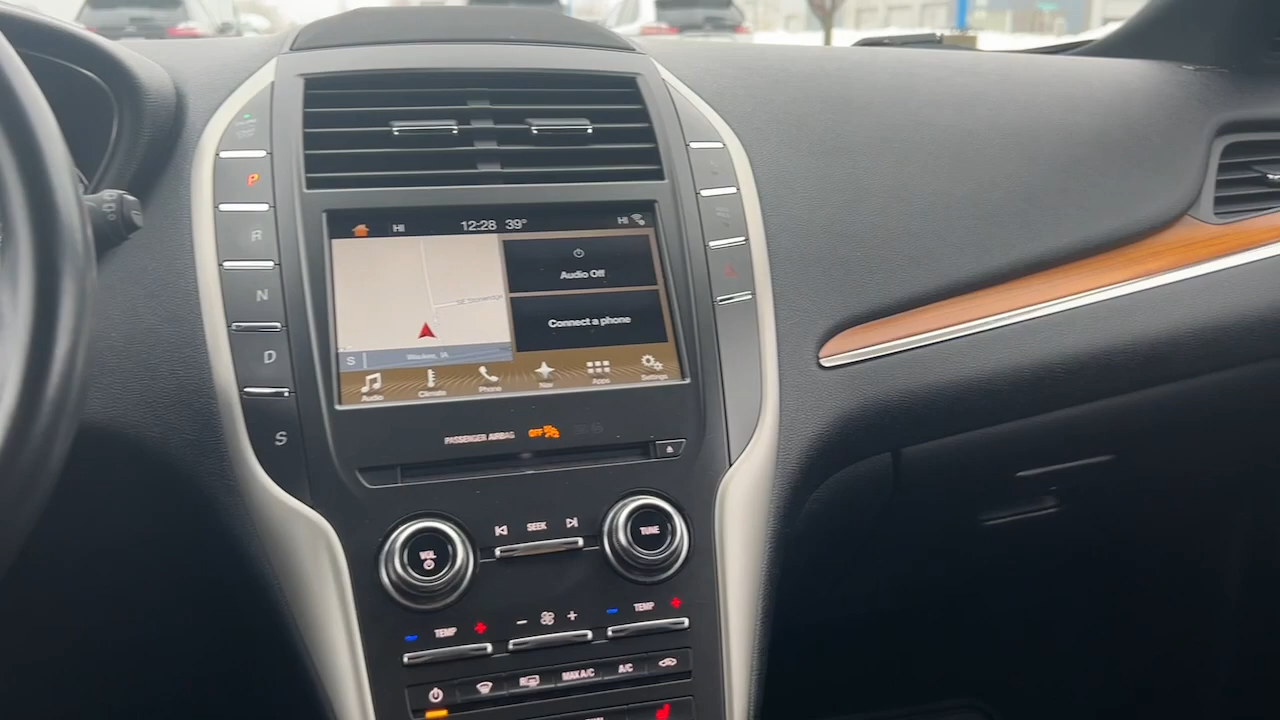 P
R
N
D
S
HI 12:28 39° HI
Audio Off
Connect a phone
S
Audio Climate Phone Nav Apps Settings
PASSENGER AIRBAG OFF
VOL
SEEK
TUNE
TEMP
- +
TEMP
R MAX A/C A/C